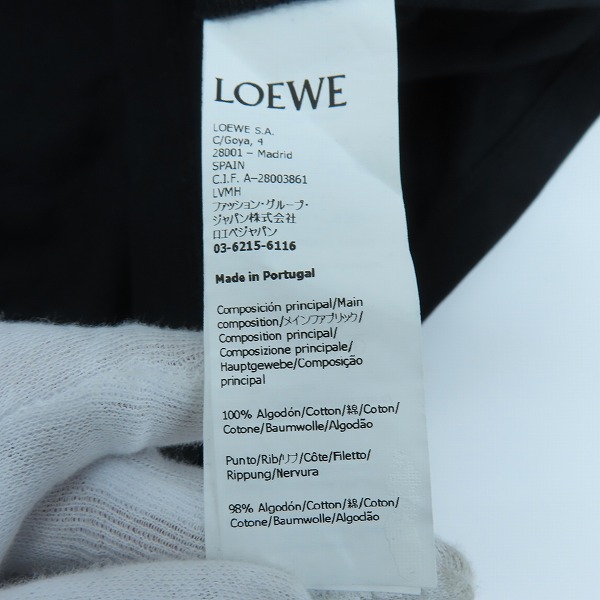 LOEWE
LOEWE S.A.
C/Goya, 4
28001 – Madrid
SPAIN
C.I.F. A-28003861
LVMH
ファッション・グループ・
ジャパン株式会社
ロエベジャパン
03-6215-6116
Made in Portugal
Composición principal/Main
composition/メインファブリック/
Composition principal/
Composizione principale/
Hauptgewebe/Composição
principal
100% Algodón/Cotton/綿/Coton/
Cotone/Baumwolle/Algodão
Punto/Rib/リブ/Côte/Filetto/
Rippung/Nervura
98% Algodón/Cotton/綿/Coton/
Cotone/Baumwolle/Algodão